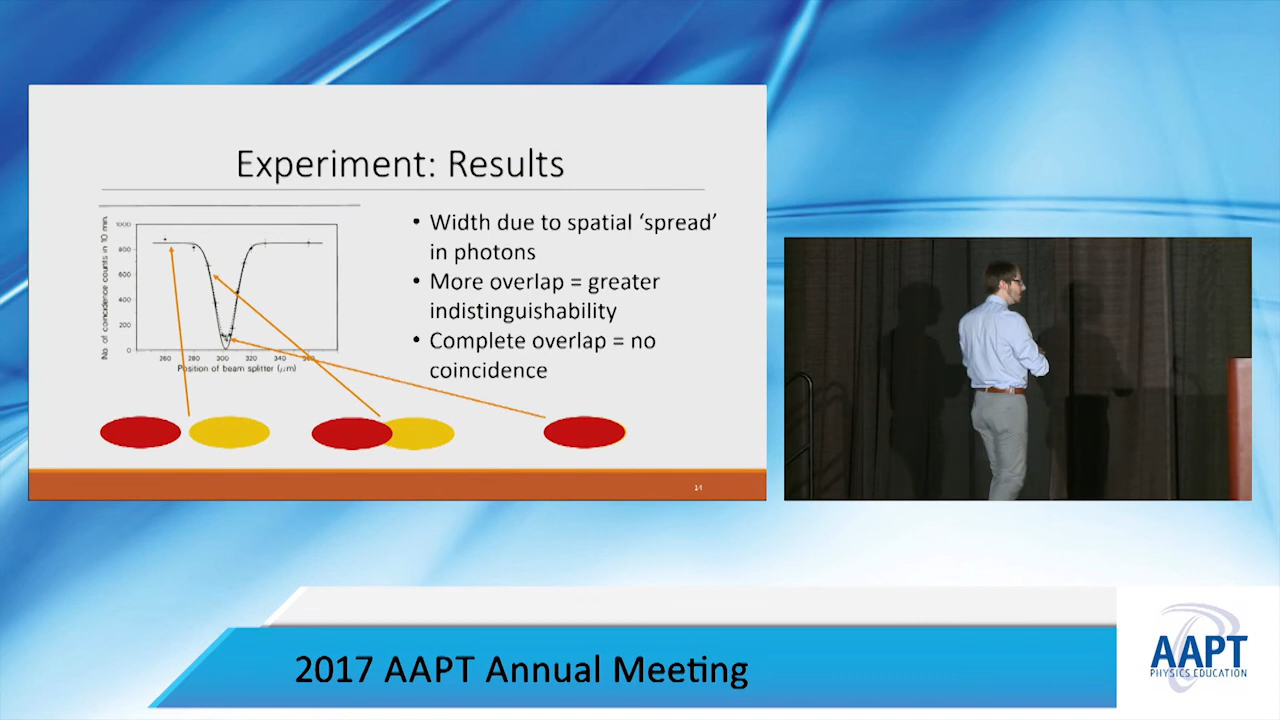 Experiment: Results
No. of coincidence counts in 10 min.
1000
800
600
400
200
0
260 280 300 320 340
Position of beam splitter (μm)
• Width due to spatial ‘spread’
in photons
• More overlap = greater
indistinguishability
• Complete overlap = no
coincidence
14
2017 AAPT Annual Meeting
AAPT
PHYSICS EDUCATION